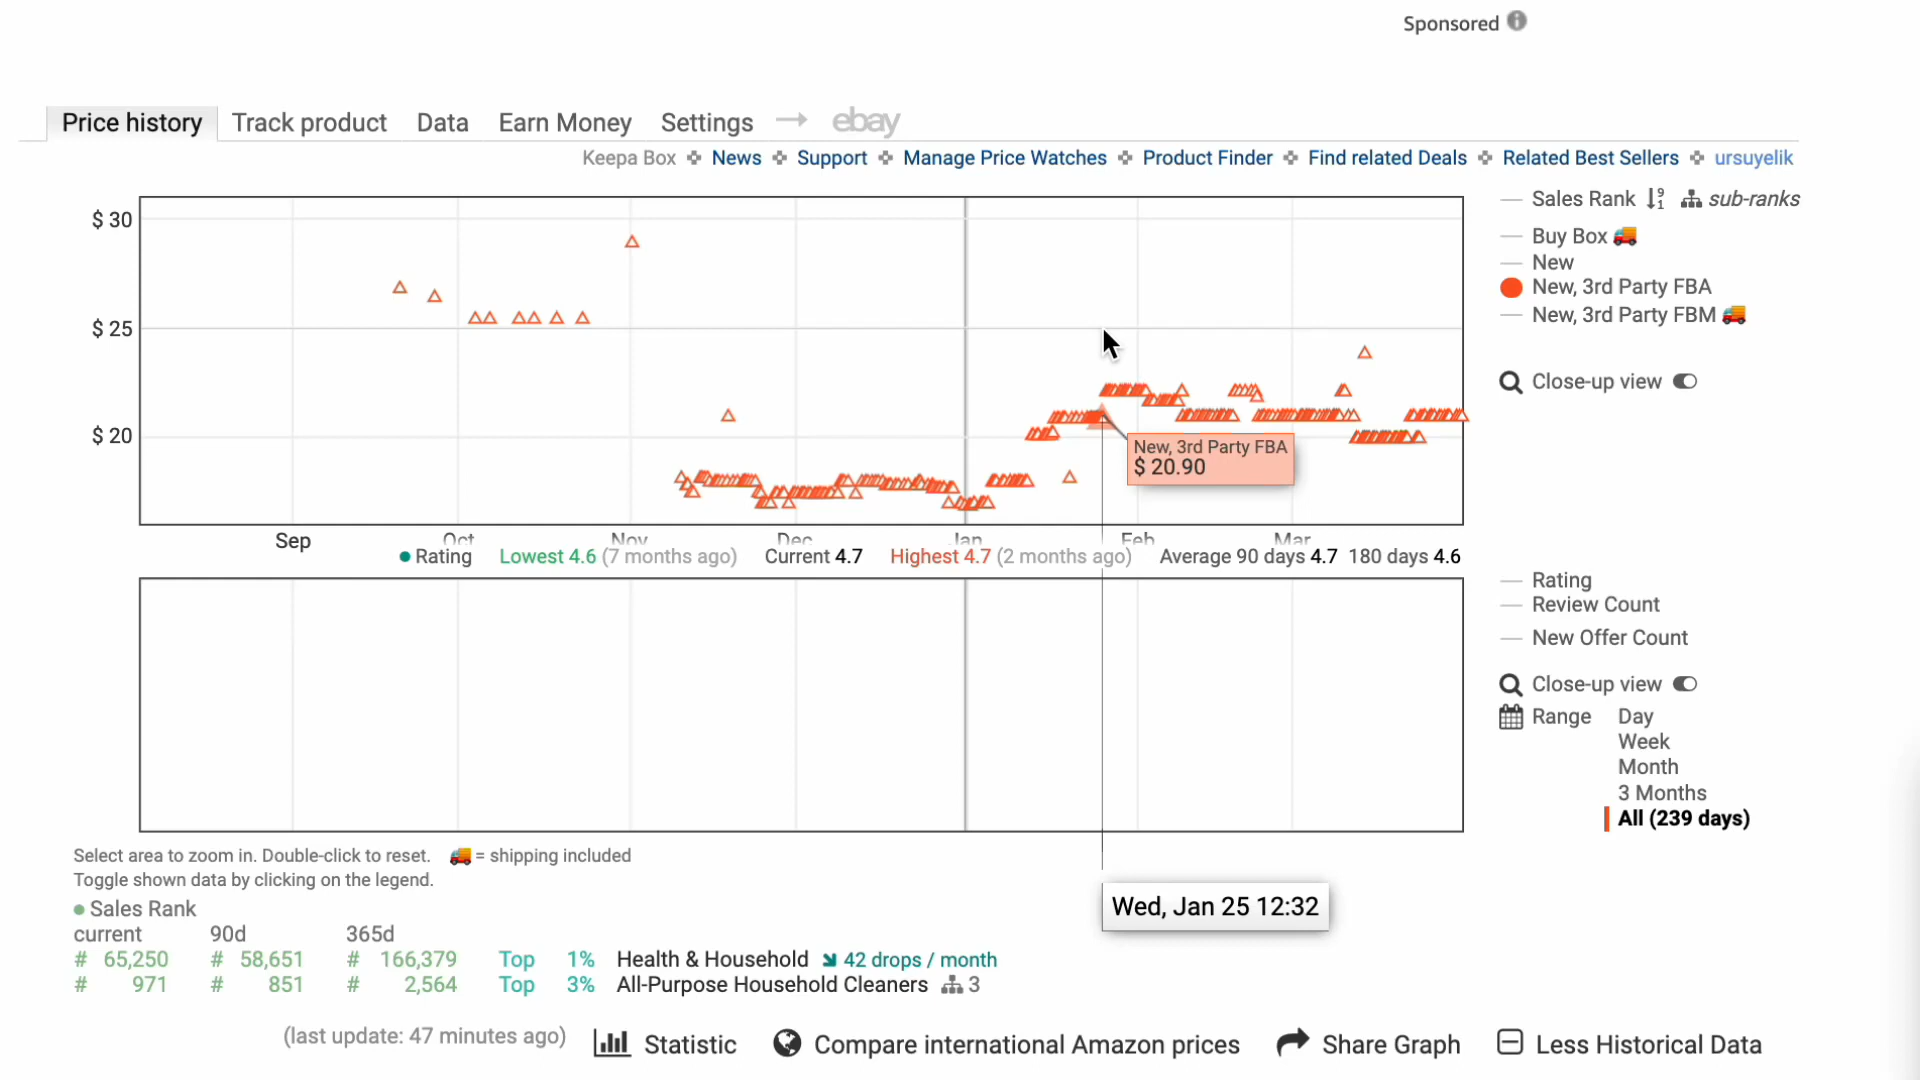 Sponsored
Price history Track product Data Earn Money Settings → ebay
Keepa Box News Support Manage Price Watches Product Finder Find related Deals Related Best Sellers ursuyelik
$ 30
$ 25
$ 20
Sales Rank sub-ranks
Buy Box
New
New, 3rd Party FBA
New, 3rd Party FBM
Close-up view
New, 3rd Party FBA
$ 20.90
Sep Oct Nov Dec Jan Feb Mar
Rating Lowest 4.6 (7 months ago) Current 4.7 Highest 4.7 (2 months ago) Average 90 days 4.7 180 days 4.6
Rating
Review Count
New Offer Count
Close-up view
Range Day
Week
Month
3 Months
All (239 days)
Select area to zoom in. Double-click to reset. = shipping included
Toggle shown data by clicking on the legend.
Wed, Jan 25 12:32
Sales Rank
current 90d 365d
# 65,250 # 58,651 # 166,379 Top 1% Health & Household 42 drops / month
# 971 # 851 # 2,564 Top 3% All-Purpose Household Cleaners 3
(last update: 47 minutes ago) Statistic Compare international Amazon prices Share Graph Less Historical Data